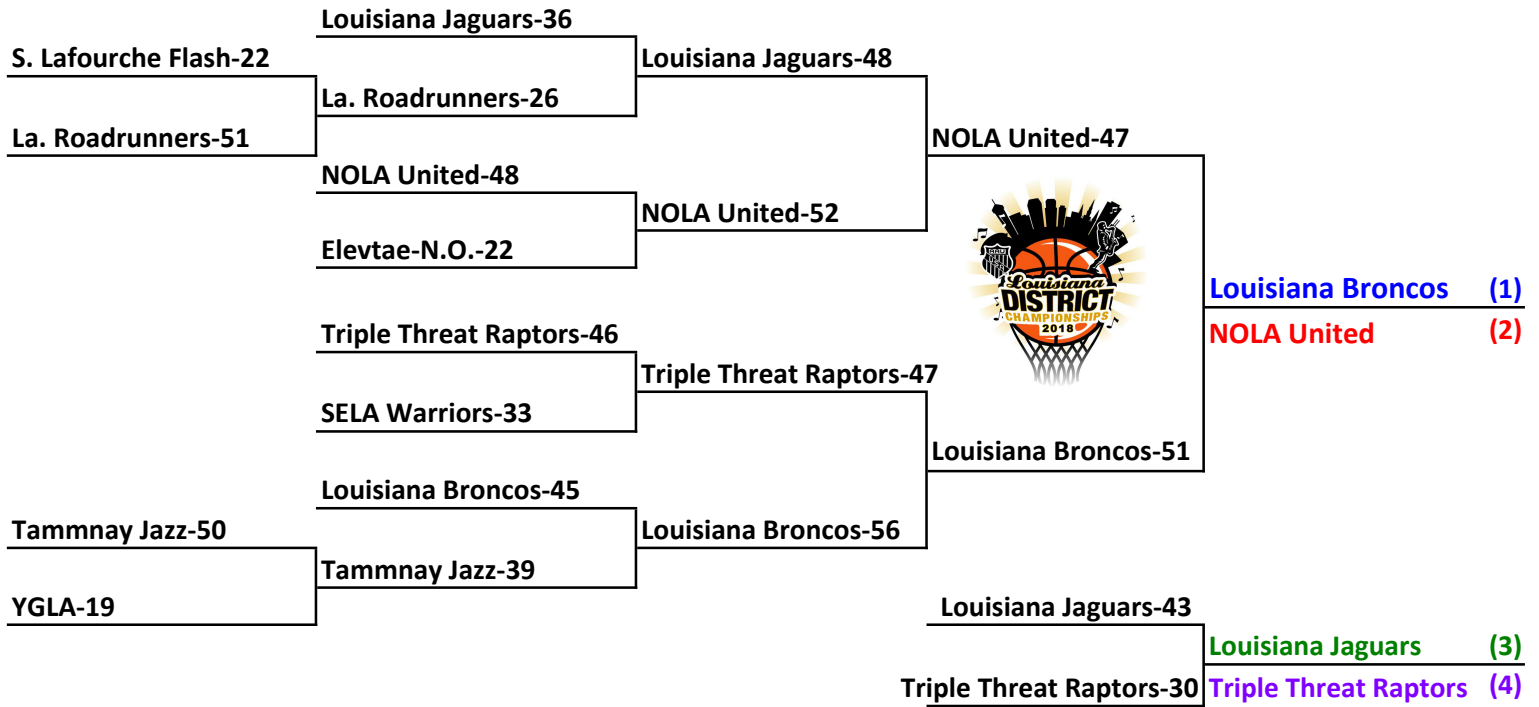 Louisiana Jaguars-36
S. Lafourche Flash-22
Louisiana Jaguars-48
La. Roadrunners-26
La. Roadrunners-51
NOLA United-47
NOLA United-48
NOLA United-52
Elevtae-N.O.-22
AAU
Louisiana
DISTRICT
CHAMPIONSHIPS
2018
Louisiana Broncos (1)
NOLA United (2)
Triple Threat Raptors-46
Triple Threat Raptors-47
SELA Warriors-33
Louisiana Broncos-51
Louisiana Broncos-45
Tammnay Jazz-50
Louisiana Broncos-56
Tammnay Jazz-39
YGLA-19
Louisiana Jaguars-43
Louisiana Jaguars (3)
Triple Threat Raptors-30
Triple Threat Raptors (4)